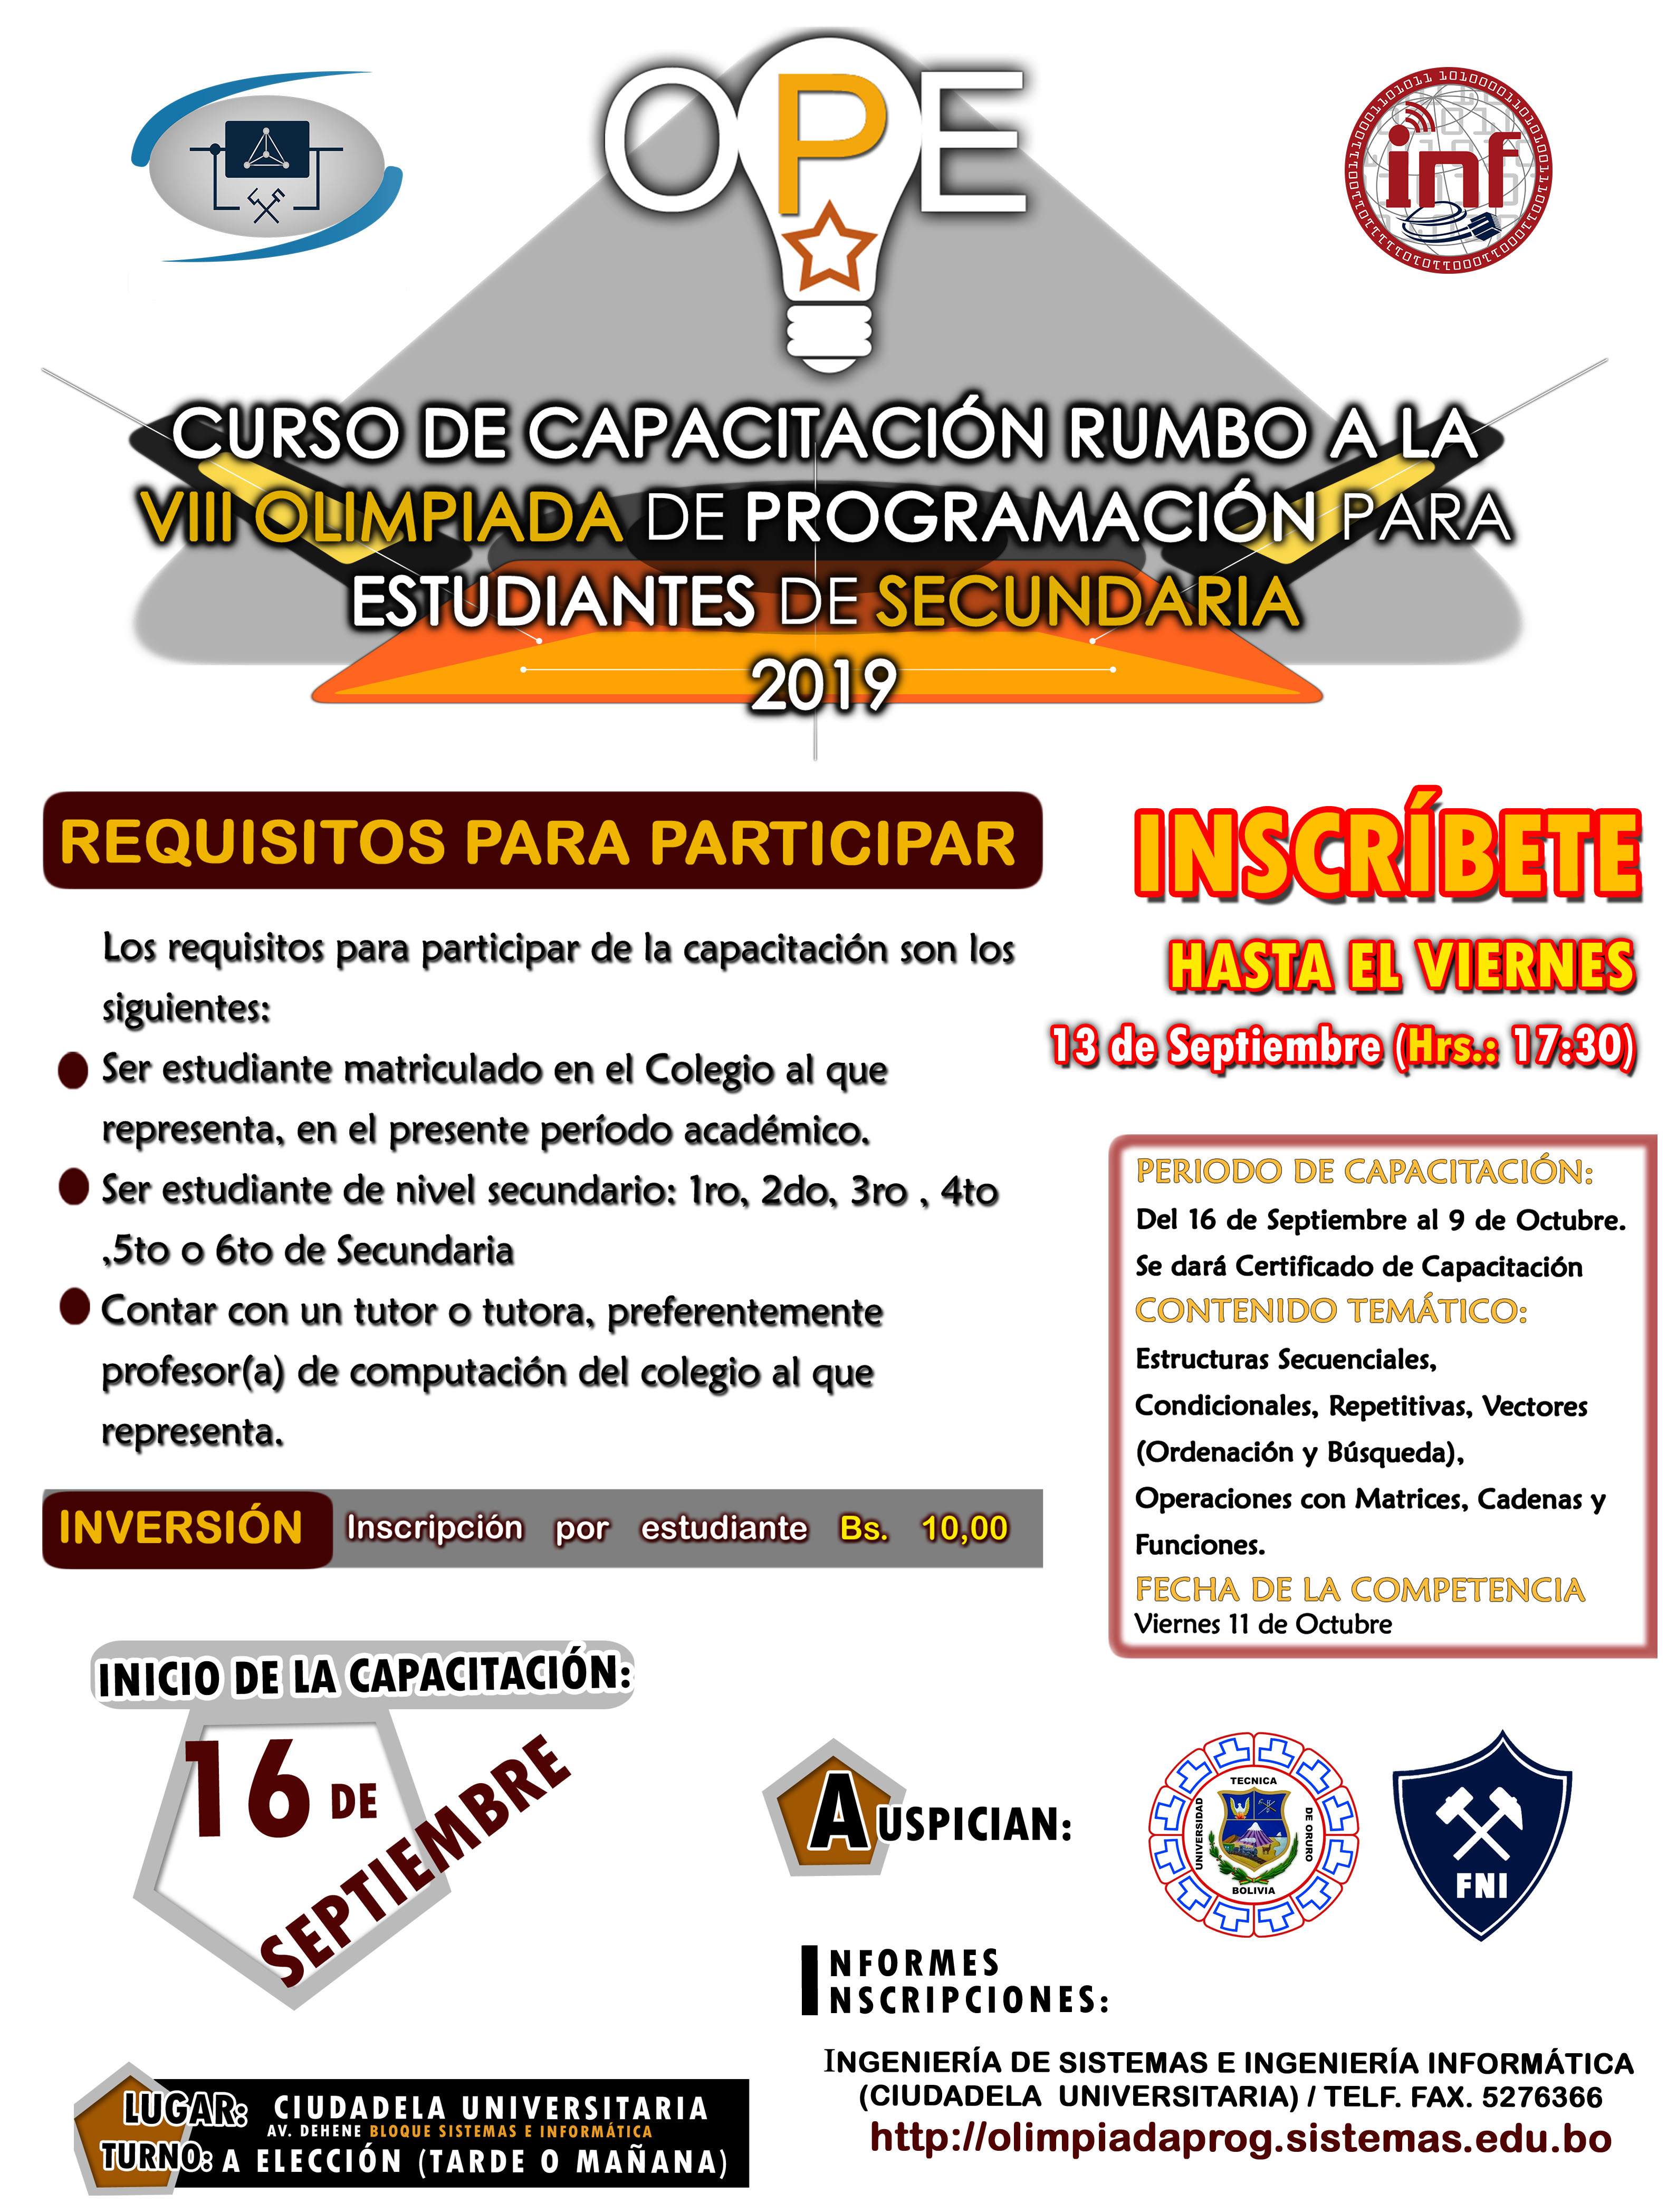 OPE
inf
CURSO DE CAPACITACIÓN RUMBO A LA
VIII OLIMPIADA DE PROGRAMACIÓN PARA
ESTUDIANTES DE SECUNDARIA
2019
REQUISITOS PARA PARTICIPAR
Los requisitos para participar de la capacitación son los
siguientes:
Ser estudiante matriculado en el Colegio al que
representa, en el presente período académico.
Ser estudiante de nivel secundario: 1ro, 2do, 3ro , 4to
,5to o 6to de Secundaria
Contar con un tutor o tutora, preferentemente
profesor(a) de computación del colegio al que
representa.
INVERSIÓN Inscripción por estudiante Bs. 10,00
INSCRÍBETE
HASTA EL VIERNES
13 de Septiembre (Hrs.: 17:30)
PERIODO DE CAPACITACIÓN:
Del 16 de Septiembre al 9 de Octubre.
Se dará Certificado de Capacitación
CONTENIDO TEMÁTICO:
Estructuras Secuenciales,
Condicionales, Repetitivas, Vectores
(Ordenación y Búsqueda),
Operaciones con Matrices, Cadenas y
Funciones.
FECHA DE LA COMPETENCIA
Viernes 11 de Octubre
INICIO DE LA CAPACITACIÓN:
16 DE
SEPTIEMBRE
AUSPICIAN:
UNIVERSIDAD TECNICA DE ORURO
BOLIVIA
FNI
INFORMES
INSCRIPCIONES:
INGENIERÍA DE SISTEMAS E INGENIERÍA INFORMÁTICA
(CIUDADELA UNIVERSITARIA) / TELF. FAX. 5276366
http://olimpiadaprog.sistemas.edu.bo
LUGAR: CIUDADELA UNIVERSITARIA
AV. DEHENE BLOQUE SISTEMAS E INFORMÁTICA
TURNO: A ELECCIÓN (TARDE O MAÑANA)